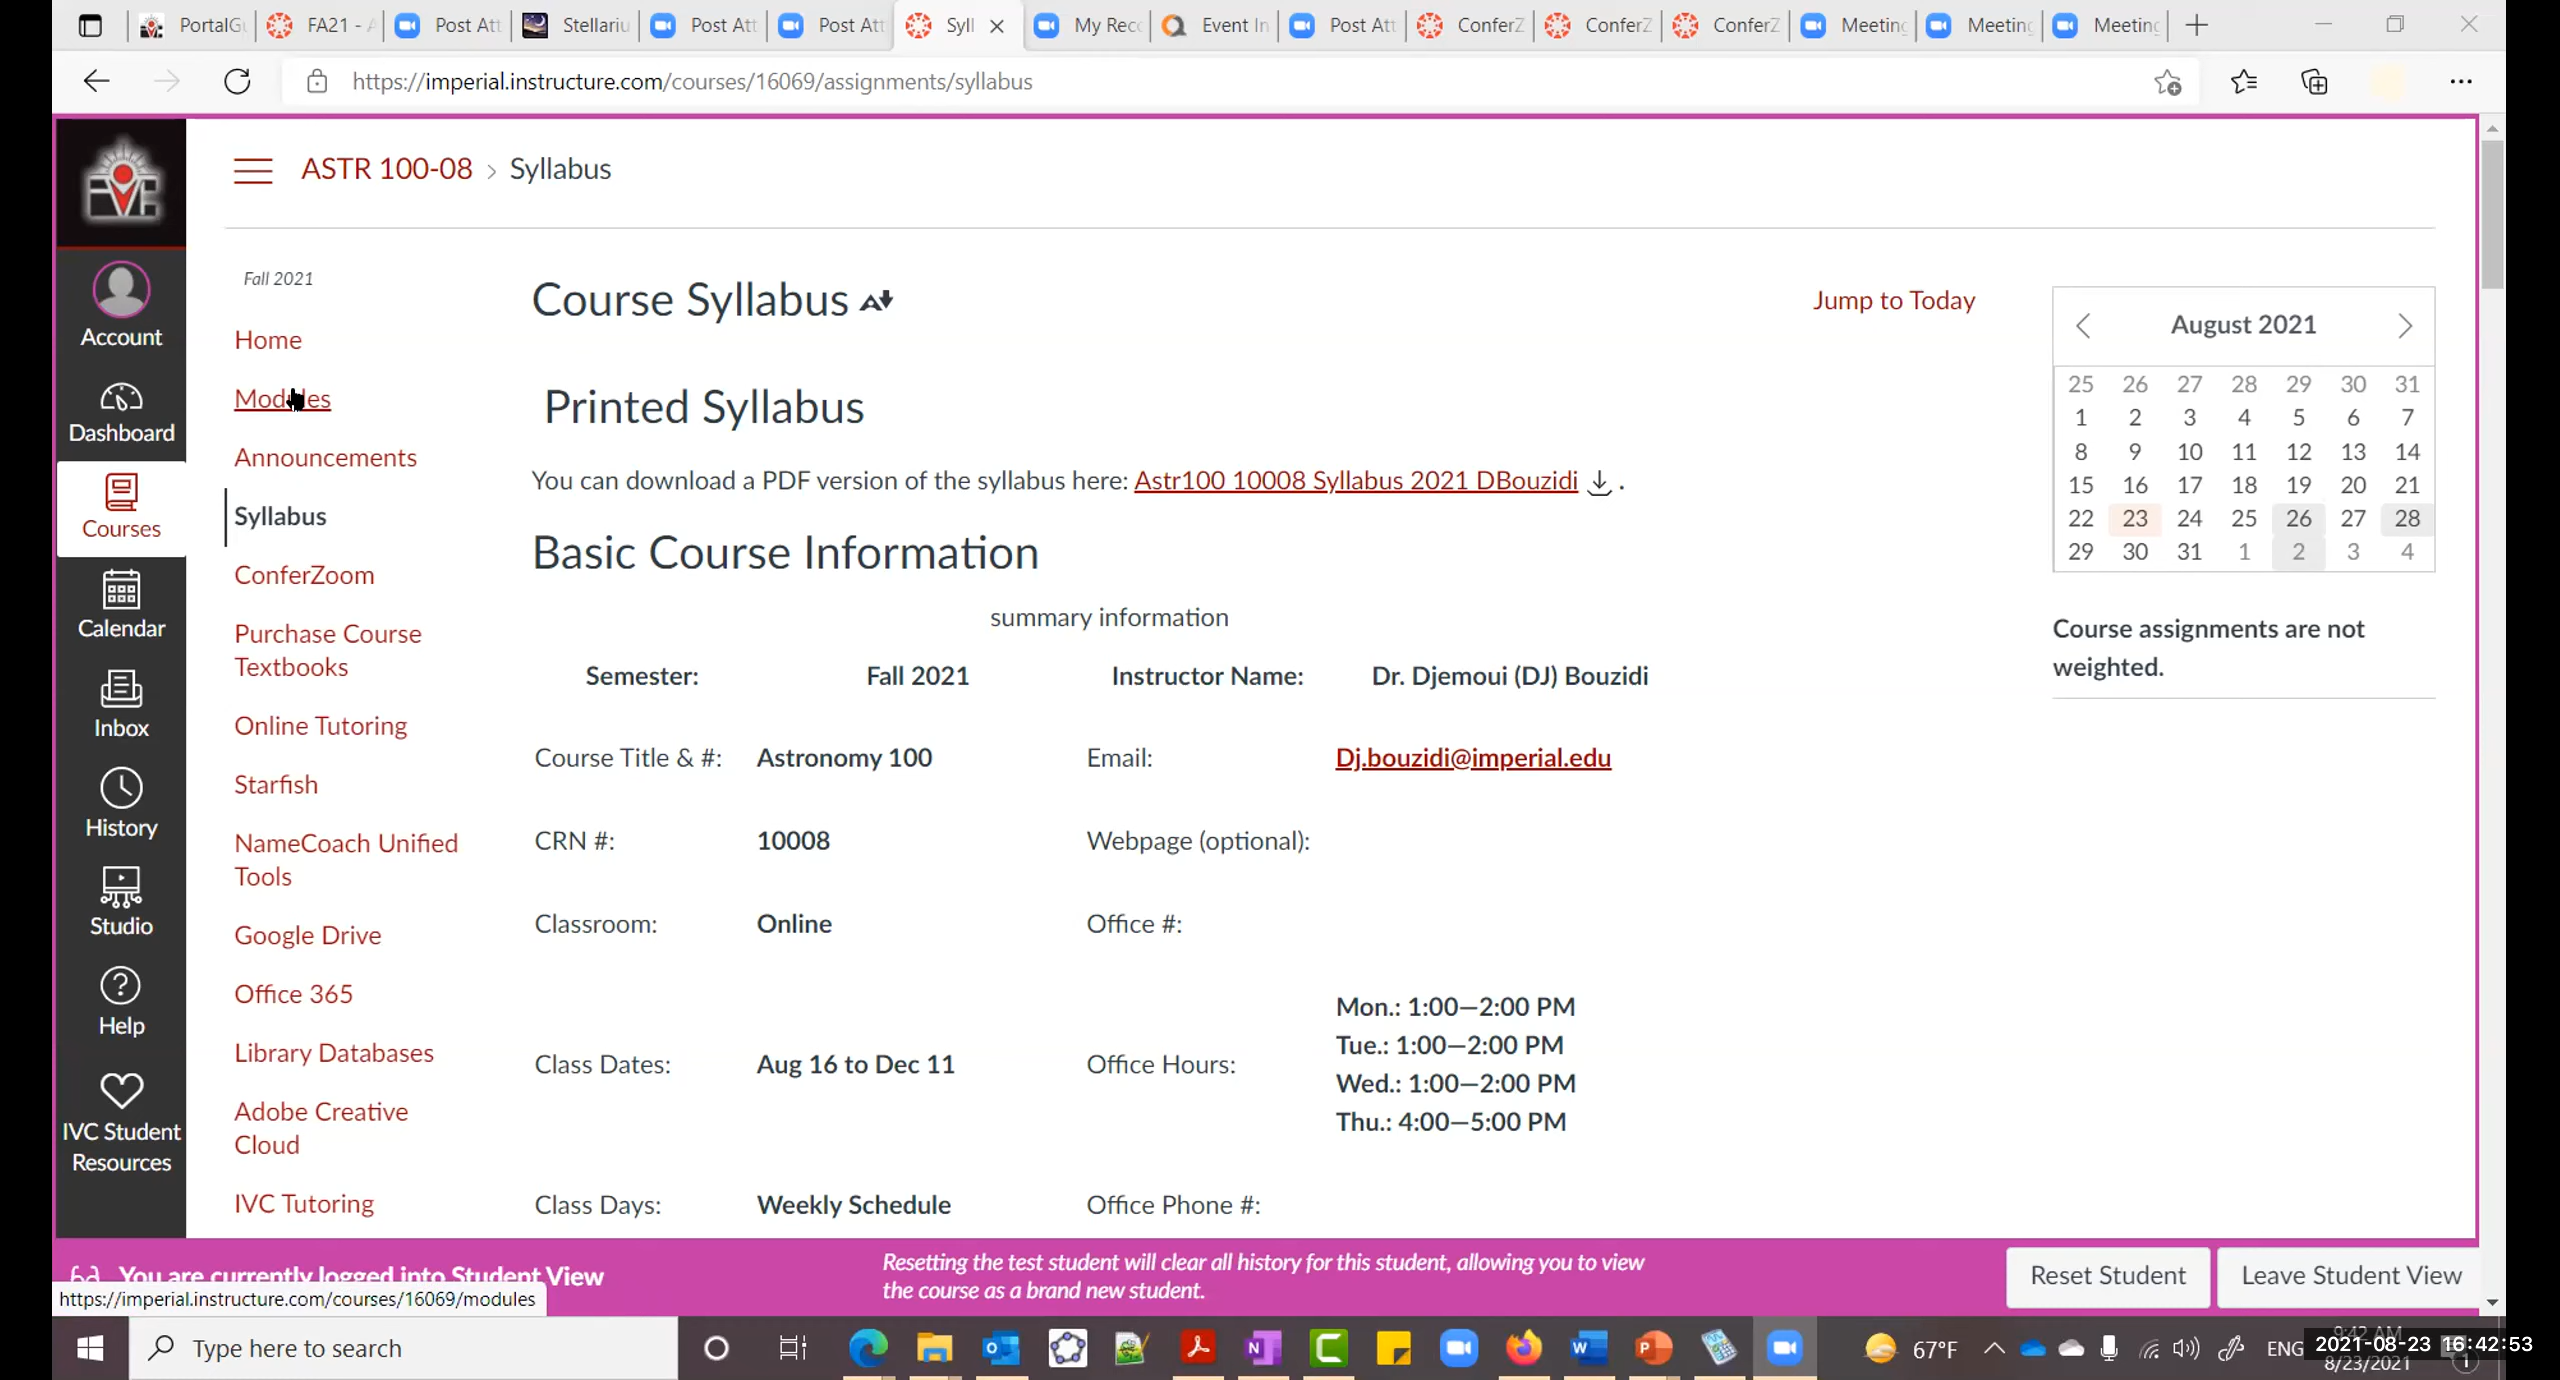 PortalGu
FA21 - A
Post Att
Stellariu
Post Att
Post Att
Syll
My Rec
Event In
Post Att
ConferZ
ConferZ
ConferZ
Meeting
Meeting
Meeting
https://imperial.instructure.com/courses/16069/assignments/syllabus
ASTR 100-08 > Syllabus
Account
Dashboard
Courses
Calendar
Inbox
History
Studio
Help
IVC Student
Resources
Fall 2021
Home
Modules
Announcements
Syllabus
ConferZoom
Purchase Course
Textbooks
Online Tutoring
Starfish
NameCoach Unified
Tools
Google Drive
Office 365
Library Databases
Adobe Creative
Cloud
IVC Tutoring
Course Syllabus
Jump to Today
Printed Syllabus
You can download a PDF version of the syllabus here: Astr100 10008 Syllabus 2021 DBouzidi .
Basic Course Information
summary information
Semester: Fall 2021 Instructor Name: Dr. Djemoui (DJ) Bouzidi
Course Title & #: Astronomy 100 Email: Dj.bouzidi@imperial.edu
CRN #: 10008 Webpage (optional):
Classroom: Online Office #:
Class Dates: Aug 16 to Dec 11 Office Hours:
Mon.: 1:00—2:00 PM
Tue.: 1:00—2:00 PM
Wed.: 1:00—2:00 PM
Thu.: 4:00—5:00 PM
Class Days: Weekly Schedule Office Phone #:
August 2021
25 26 27 28 29 30 31
1 2 3 4 5 6 7
8 9 10 11 12 13 14
15 16 17 18 19 20 21
22 23 24 25 26 27 28
29 30 31 1 2 3 4
Course assignments are not
weighted.
You are currently logged into Student View
https://imperial.instructure.com/courses/16069/modules
Resetting the test student will clear all history for this student, allowing you to view
the course as a brand new student.
Reset Student
Leave Student View
Type here to search
67°F
ENG
9:42 AM
8/23/2021
2021-08-23 16:42:53
1